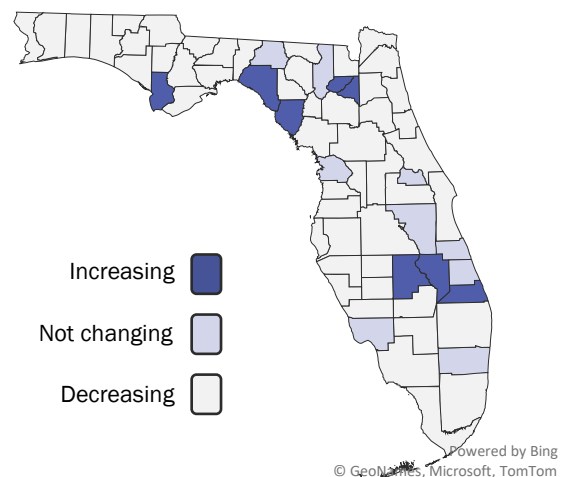 Increasing
Not changing
Decreasing
Powered by Bing
© GeoNames, Microsoft, TomTom